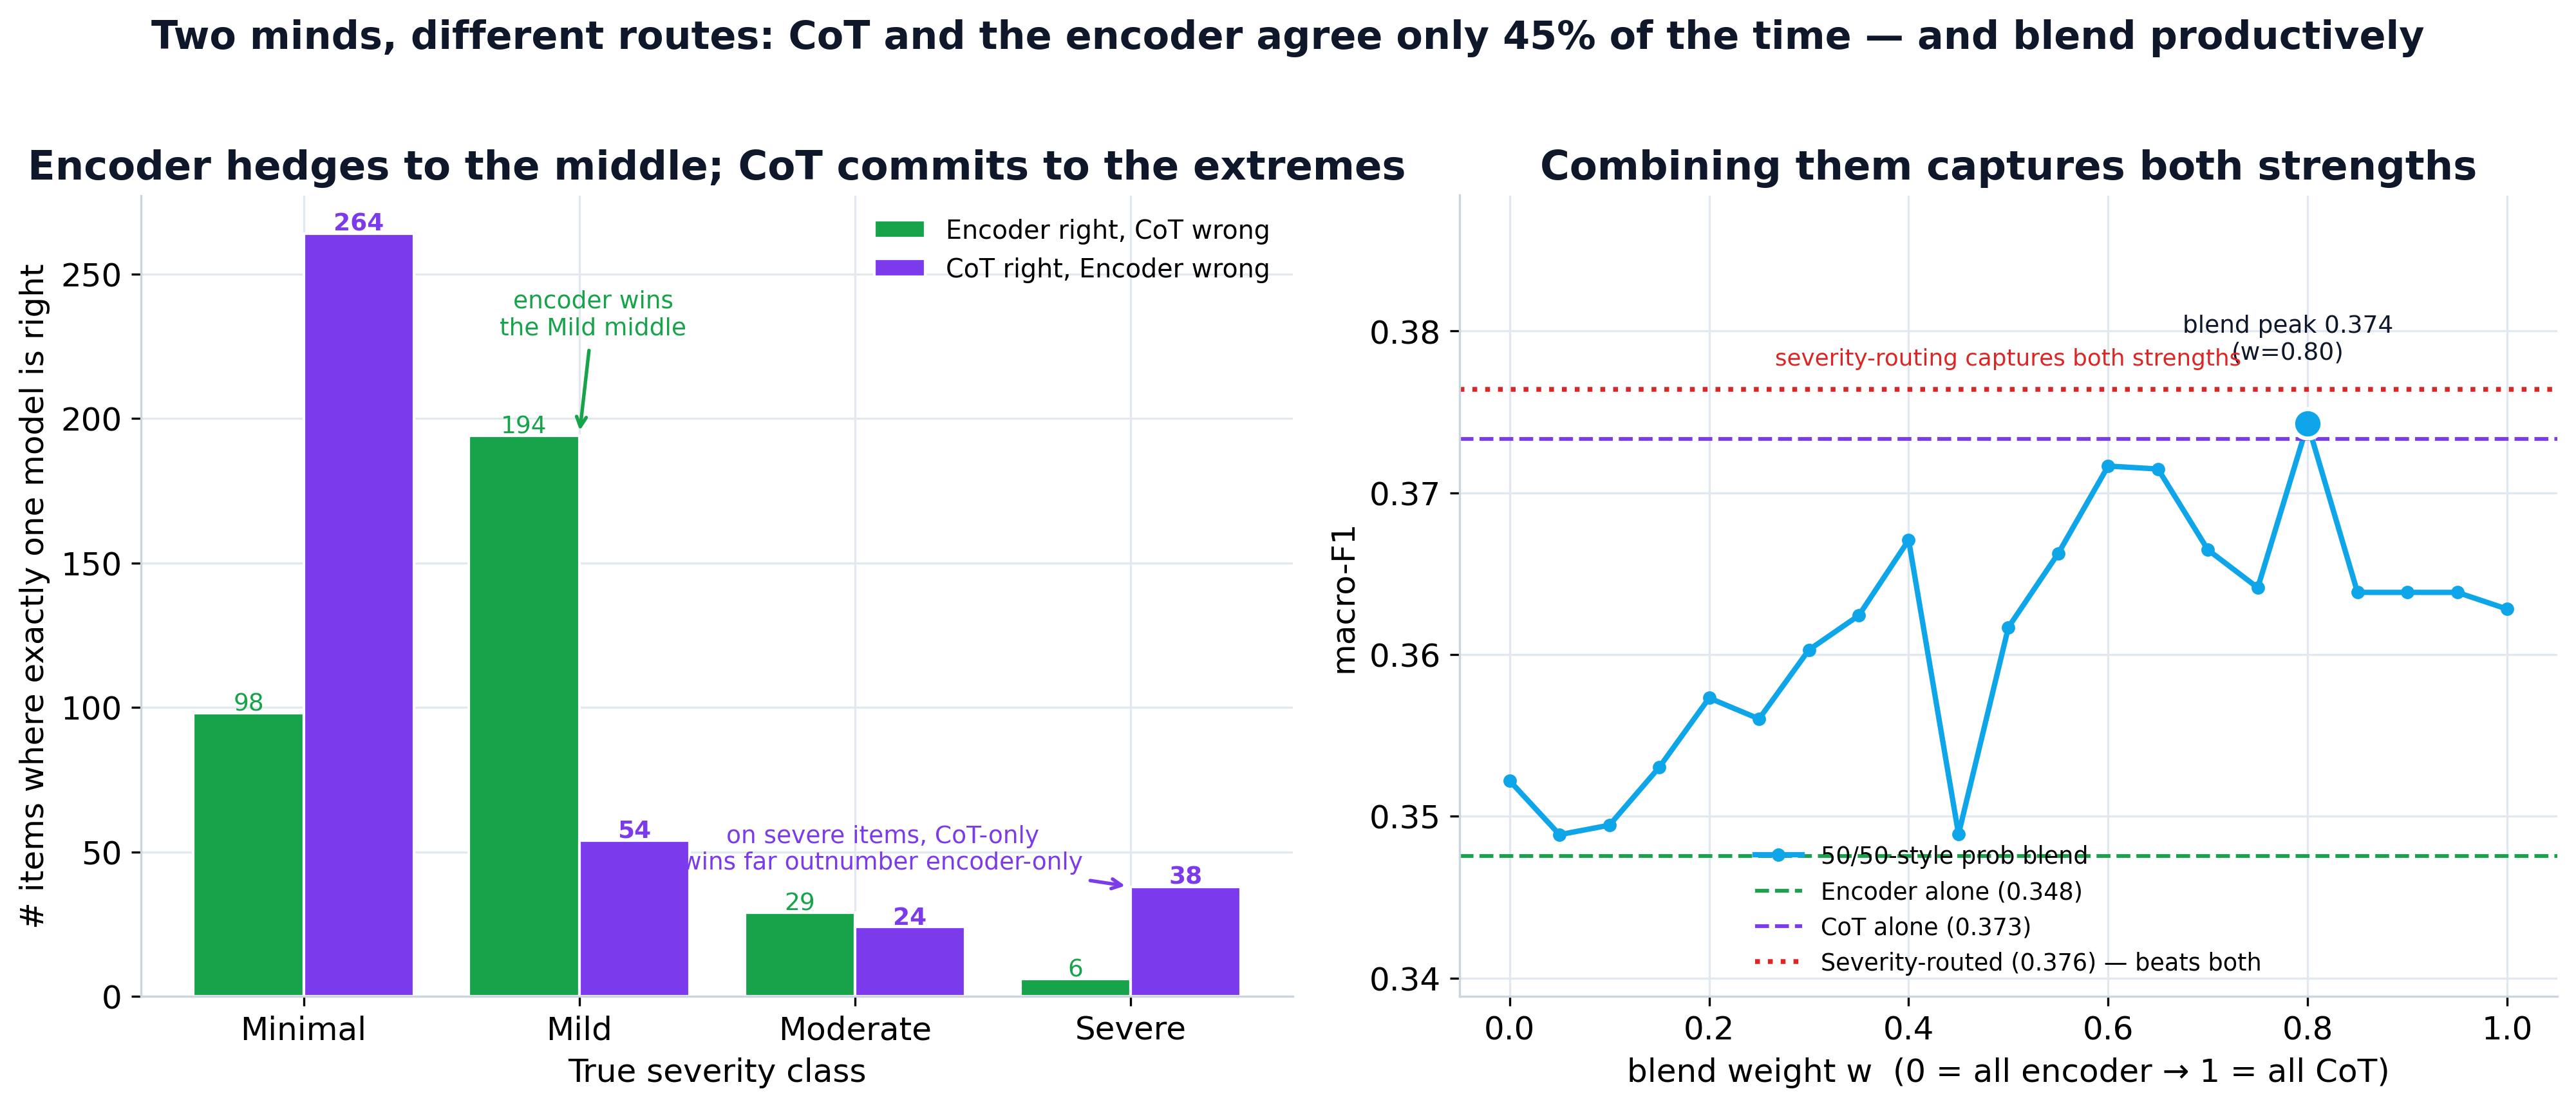 Two minds, different routes: CoT and the encoder agree only 45% of the time — and blend productively
Encoder hedges to the middle; CoT commits to the extremes
# items where exactly one model is right
250
200
150
100
50
0
264
98
194
54
29
24
6
38
Encoder right, CoT wrong
CoT right, Encoder wrong
encoder wins
the Mild middle
on severe items, CoT-only
wins far outnumber encoder-only
Minimal
Mild
Moderate
Severe
True severity class
Combining them captures both strengths
macro-F1
0.38
0.37
0.36
0.35
0.34
blend peak 0.374
(w=0.80)
severity-routing captures both strengths
50/50-style prob blend
Encoder alone (0.348)
CoT alone (0.373)
Severity-routed (0.376) — beats both
0.0
0.2
0.4
0.6
0.8
1.0
blend weight w (0 = all encoder → 1 = all CoT)